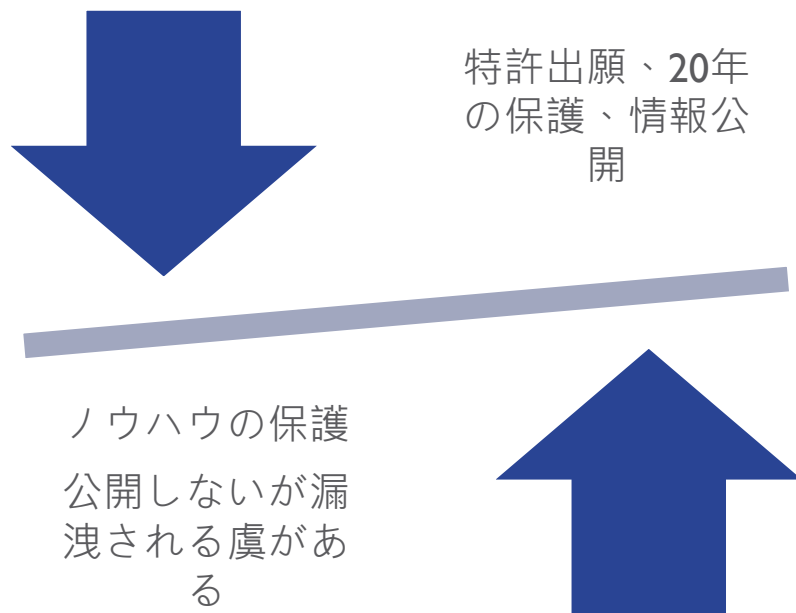 特許出願、20年
の保護、情報公
開
ノウハウの保護
公開しないが漏
洩される虞があ
る